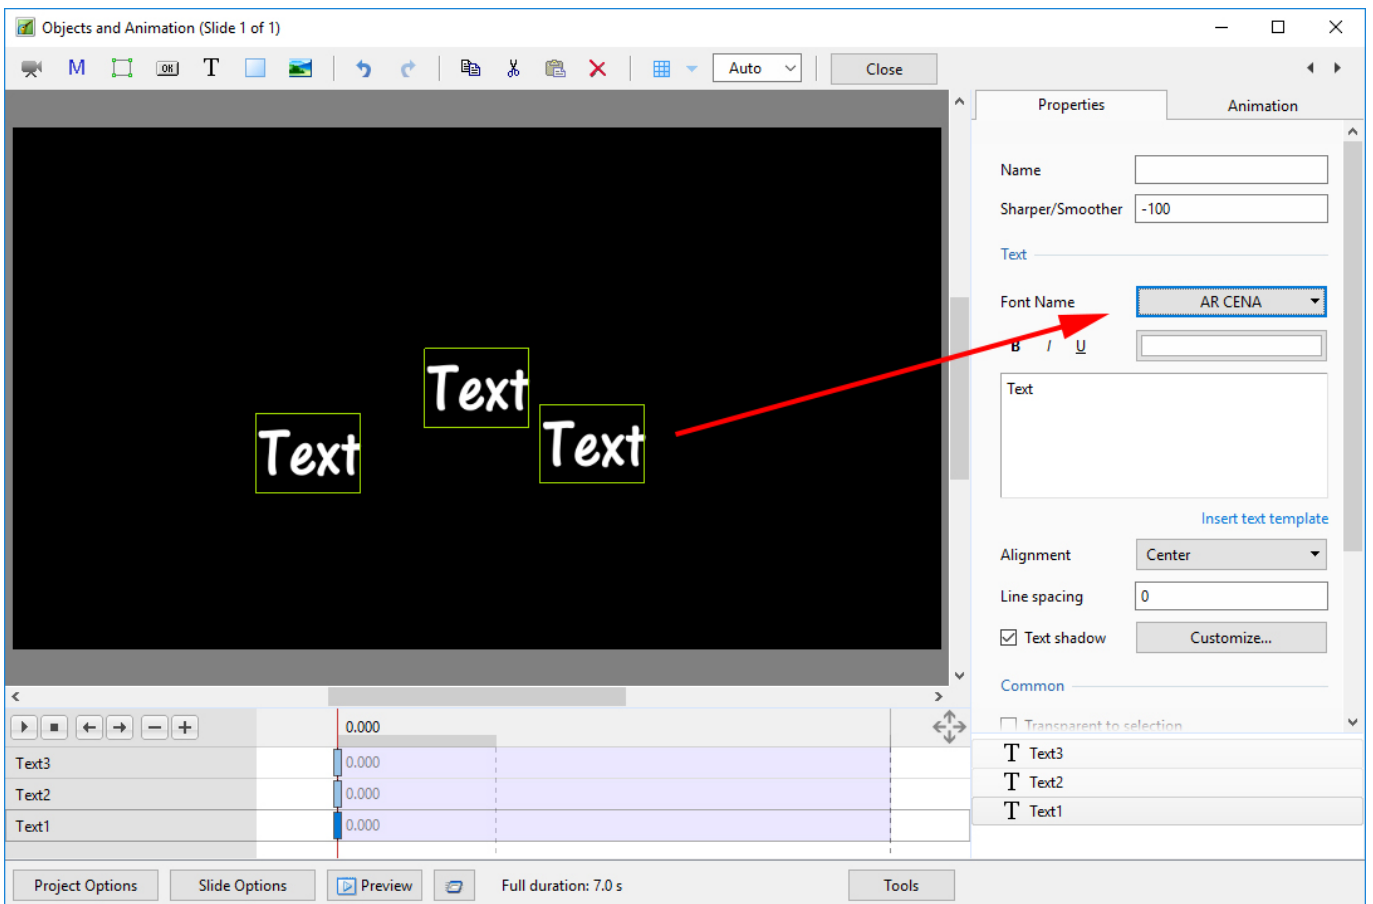 Objects and Animation (Slide 1 of 1)
M OK T Auto Close
Properties Animation
Name
Sharper/Smoother -100
Text
Font Name AR CENA
B I U
Text
Text
Text
Text
Insert text template
Alignment Center
Line spacing 0
Text shadow Customize...
Common
Transparent to selection
0.000
Text3 0.000
Text2 0.000
Text1 0.000
T Text3
T Text2
T Text1
Project Options Slide Options Preview Full duration: 7.0 s Tools